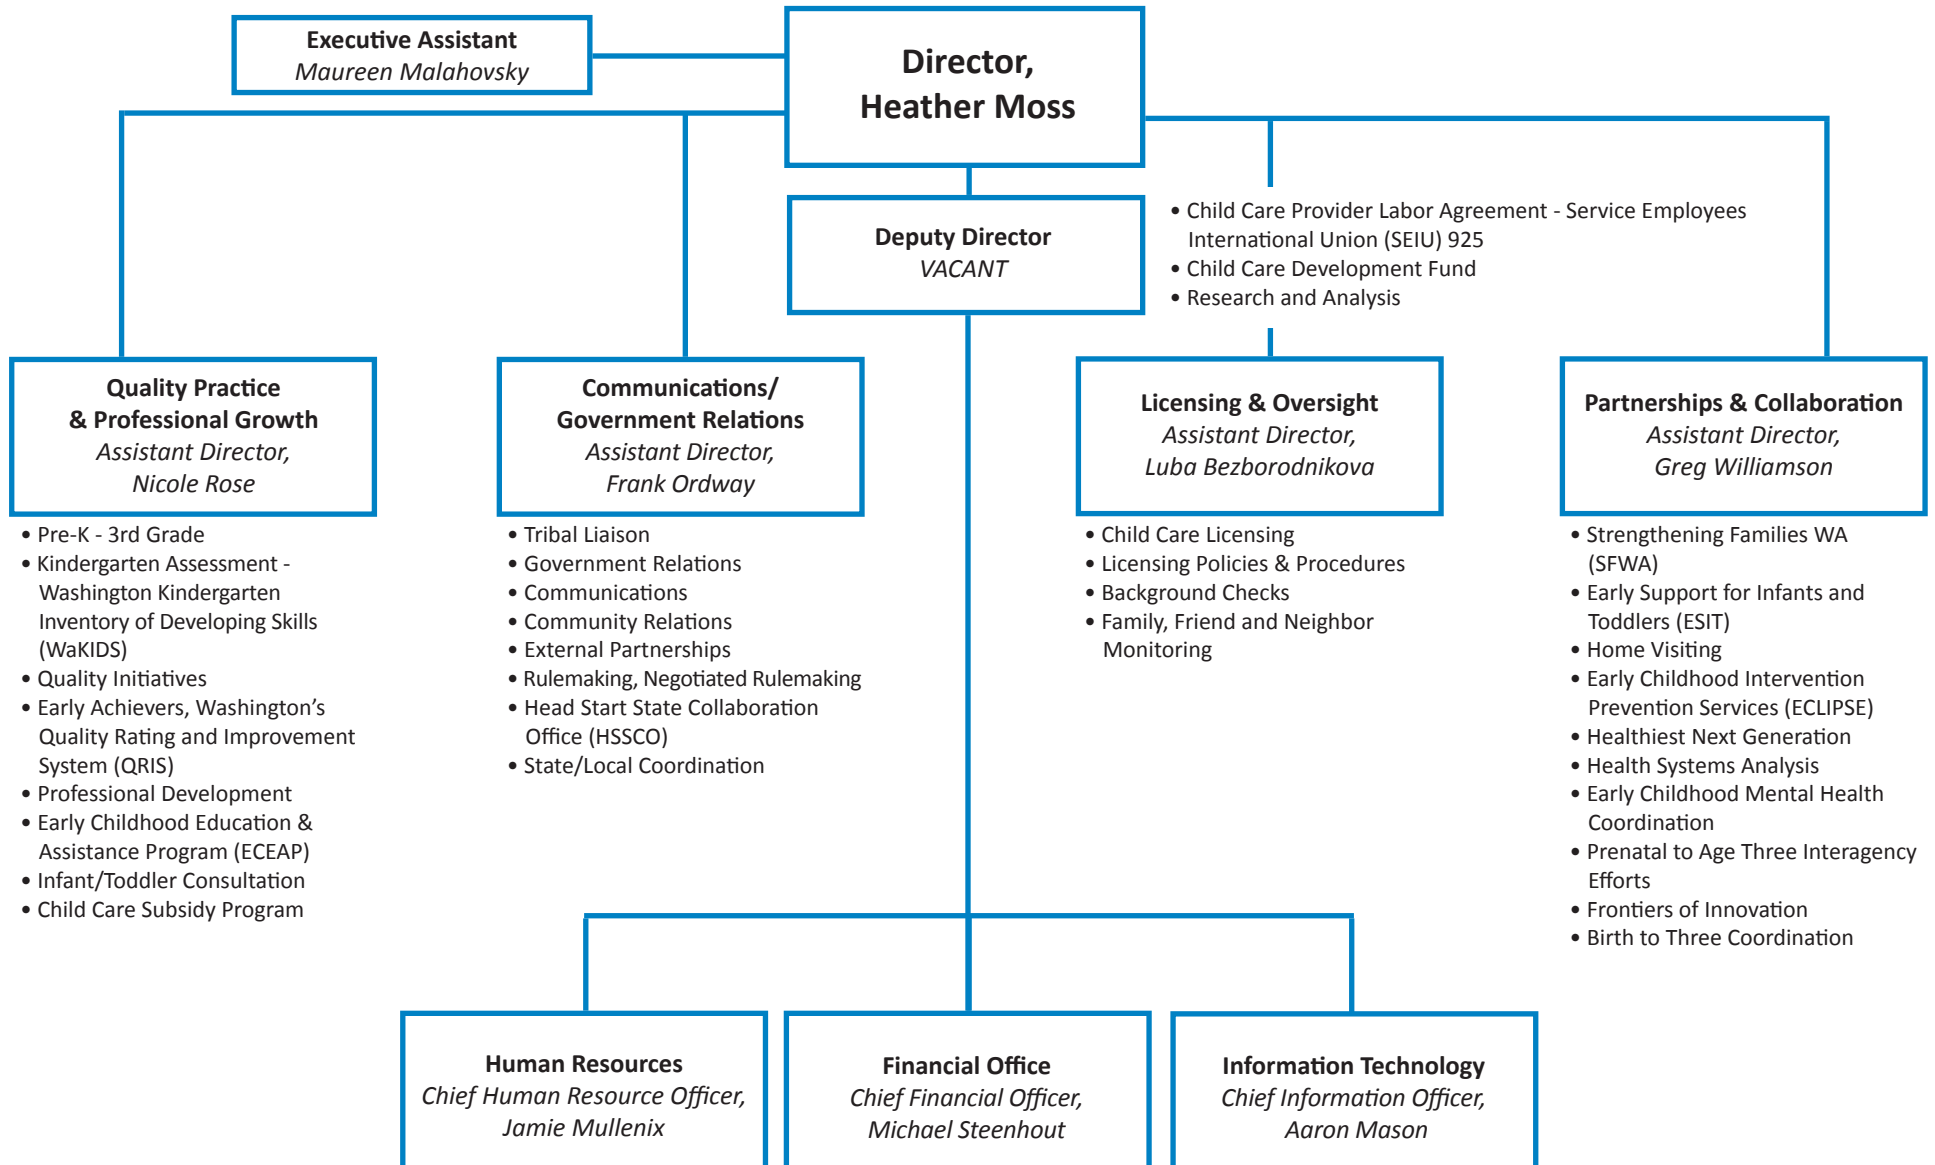 Executive Assistant
Maureen Malahovsky
Director,
Heather Moss
Deputy Director
VACANT
• Child Care Provider Labor Agreement - Service Employees
International Union (SEIU) 925
• Child Care Development Fund
• Research and Analysis
Quality Practice
& Professional Growth
Assistant Director,
Nicole Rose
• Pre-K - 3rd Grade
• Kindergarten Assessment -
Washington Kindergarten
Inventory of Developing Skills
(WaKIDS)
• Quality Initiatives
• Early Achievers, Washington’s
Quality Rating and Improvement
System (QRIS)
• Professional Development
• Early Childhood Education &
Assistance Program (ECEAP)
• Infant/Toddler Consultation
• Child Care Subsidy Program
Communications/
Government Relations
Assistant Director,
Frank Ordway
• Tribal Liaison
• Government Relations
• Communications
• Community Relations
• External Partnerships
• Rulemaking, Negotiated Rulemaking
• Head Start State Collaboration
Office (HSSCO)
• State/Local Coordination
Licensing & Oversight
Assistant Director,
Luba Bezborodnikova
• Child Care Licensing
• Licensing Policies & Procedures
• Background Checks
• Family, Friend and Neighbor
Monitoring
Partnerships & Collaboration
Assistant Director,
Greg Williamson
• Strengthening Families WA
(SFWA)
• Early Support for Infants and
Toddlers (ESIT)
• Home Visiting
• Early Childhood Intervention
Prevention Services (ECLIPSE)
• Healthiest Next Generation
• Health Systems Analysis
• Early Childhood Mental Health
Coordination
• Prenatal to Age Three Interagency
Efforts
• Frontiers of Innovation
• Birth to Three Coordination
Human Resources
Chief Human Resource Officer,
Jamie Mullenix
Financial Office
Chief Financial Officer,
Michael Steenhout
Information Technology
Chief Information Officer,
Aaron Mason